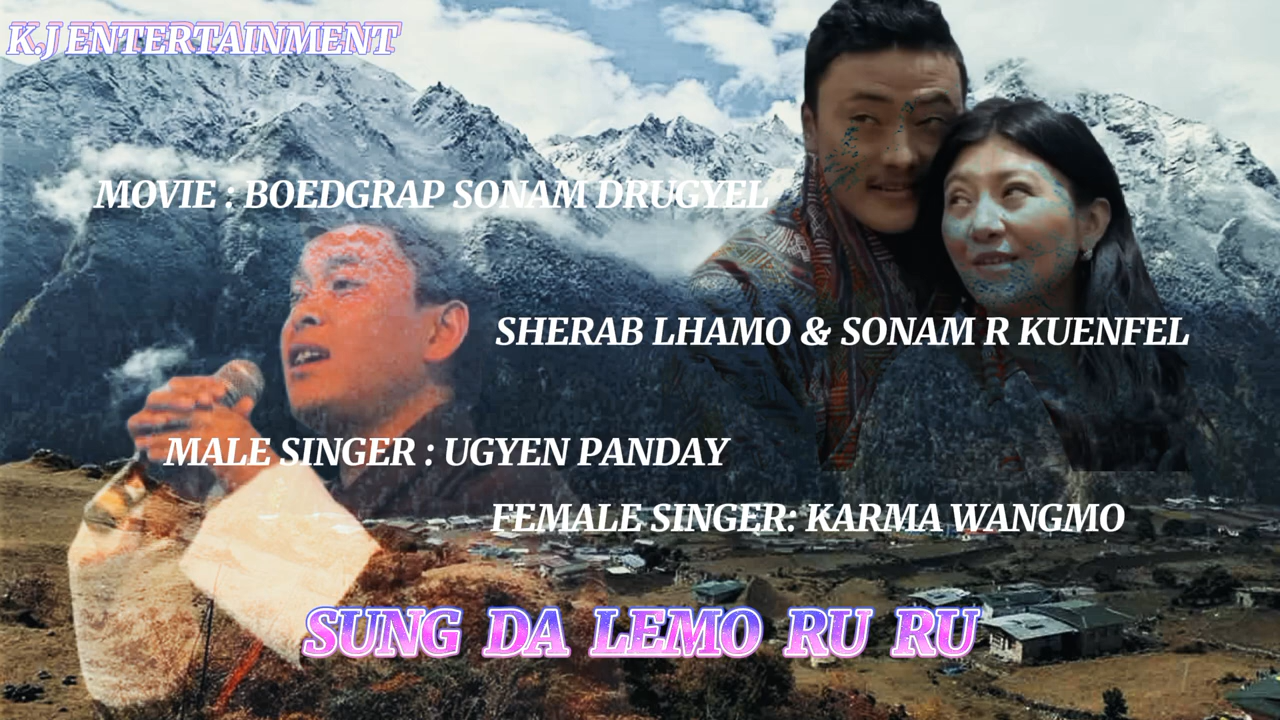 K.J ENTERTAINMENT
MOVIE : BOEDGRAP SONAM DRUGYEL
SHERAB LHAMO & SONAM R KUENFEL
MALE SINGER : UGYEN PANDAY
FEMALE SINGER: KARMA WANGMO
SUNG DA LEMO RU RU